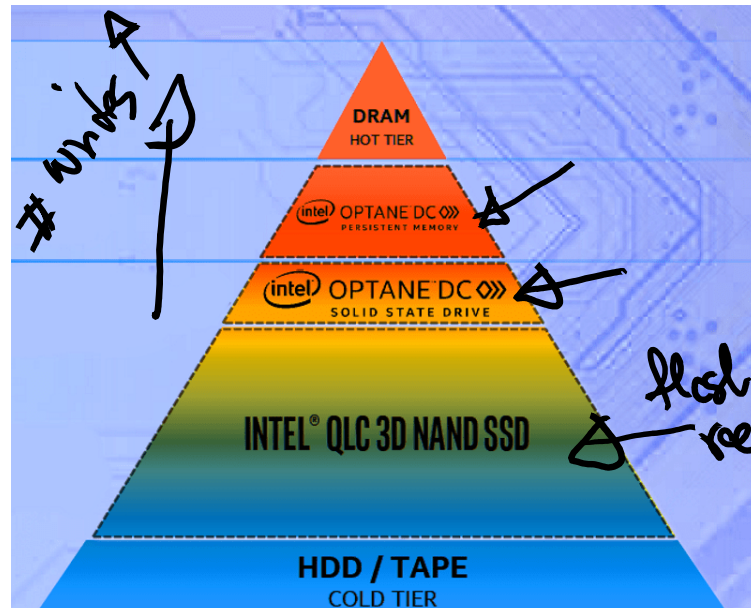 # writes
DRAM
HOT TIER
intel OPTANE DC
PERSISTENT MEMORY
intel OPTANE DC
SOLID STATE DRIVE
flash
INTEL® QLC 3D NAND SSD
HDD / TAPE
COLD TIER